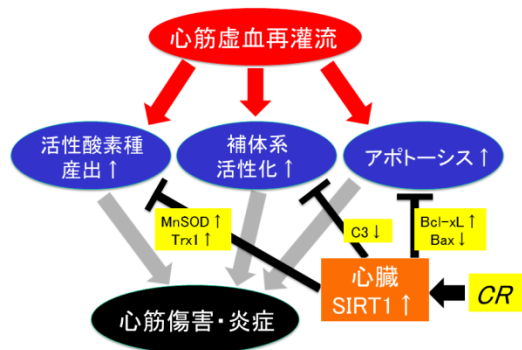 心筋虚血再灌流
活性酸素種
産出↑
補体系
活性化↑
アポトーシス↑
MnSOD↑
Trx1↑
C3↓
Bcl-xL↑
Bax↓
心臓
SIRT1↑
CR
心筋傷害・炎症